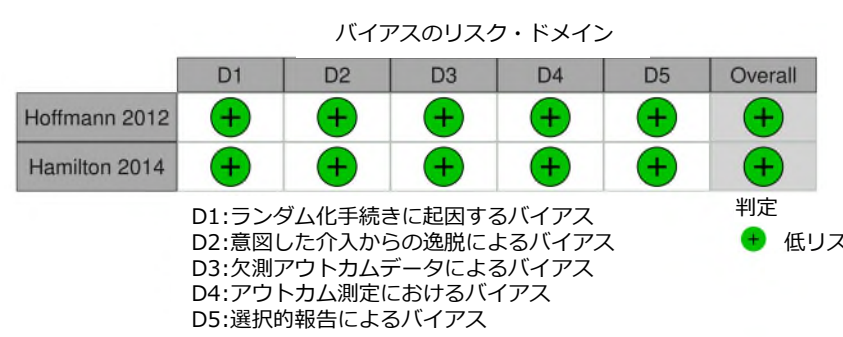 バイアスのリスク・ドメイン
D1 D2 D3 D4 D5 Overall
Hoffmann 2012 + + + + + +
Hamilton 2014 + + + + + +
D1:ランダム化手続きに起因するバイアス
D2:意図した介入からの逸脱によるバイアス
D3:欠測アウトカムデータによるバイアス
D4:アウトカム測定におけるバイアス
D5:選択的報告によるバイアス
判定
+ 低リス